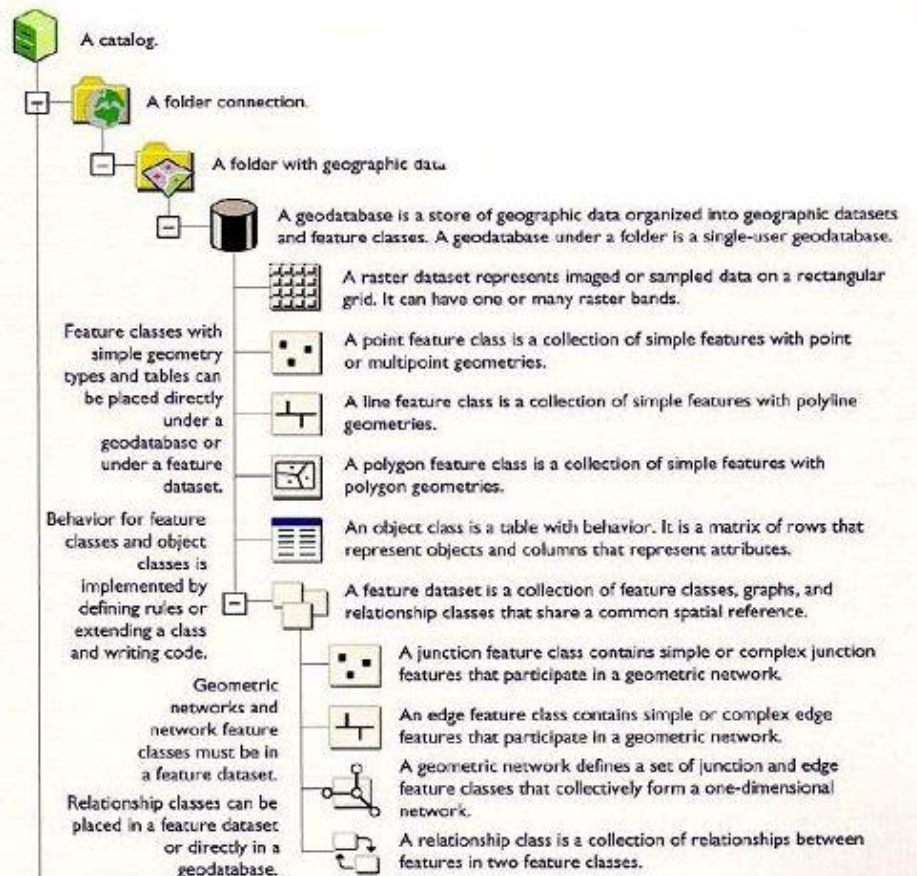 A catalog.
A folder connection.
A folder with geographic data
A geodatabase is a store of geographic data organized into geographic datasets
and feature classes. A geodatabase under a folder is a single-user geodatabase.
A raster dataset represents imaged or sampled data on a rectangular
grid. It can have one or many raster bands.
Feature classes with
simple geometry
types and tables can
be placed directly
under a
geodatabase or
under a feature
dataset.
A point feature class is a collection of simple features with point
or multipoint geometries.
A line feature class is a collection of simple features with polyline
geometries.
A polygon feature class is a collection of simple features with
polygon geometries.
Behavior for feature
classes and object
classes is
implemented by
defining rules or
extending a class
and writing code.
An object class is a table with behavior. It is a matrix of rows that
represent objects and columns that represent attributes.
A feature dataset is a collection of feature classes, graphs, and
relationship classes that share a common spatial reference.
A junction feature class contains simple or complex junction
features that participate in a geometric network.
Geometric
networks and
network feature
classes must be in
a feature dataset.
An edge feature class contains simple or complex edge
features that participate in a geometric network.
A geometric network defines a set of junction and edge
feature classes that collectively form a one-dimensional
network.
Relationship classes can be
placed in a feature dataset
or directly in a
geodatabase.
A relationship class is a collection of relationships between
features in two feature classes.